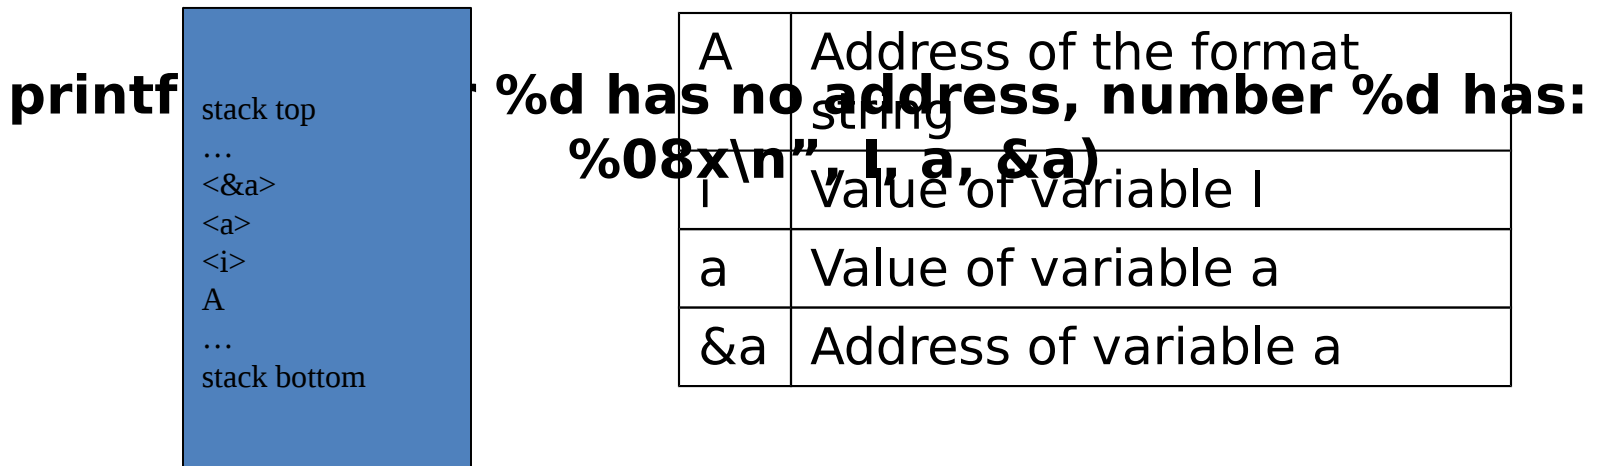 printf r %d has no address, number %d has:
%08x\n”, I, a, &a)
stack top
…
<&a>
<a>
<i>
A
…
stack bottom
A Address of the format
string
i Value of variable I
a Value of variable a
&a Address of variable a